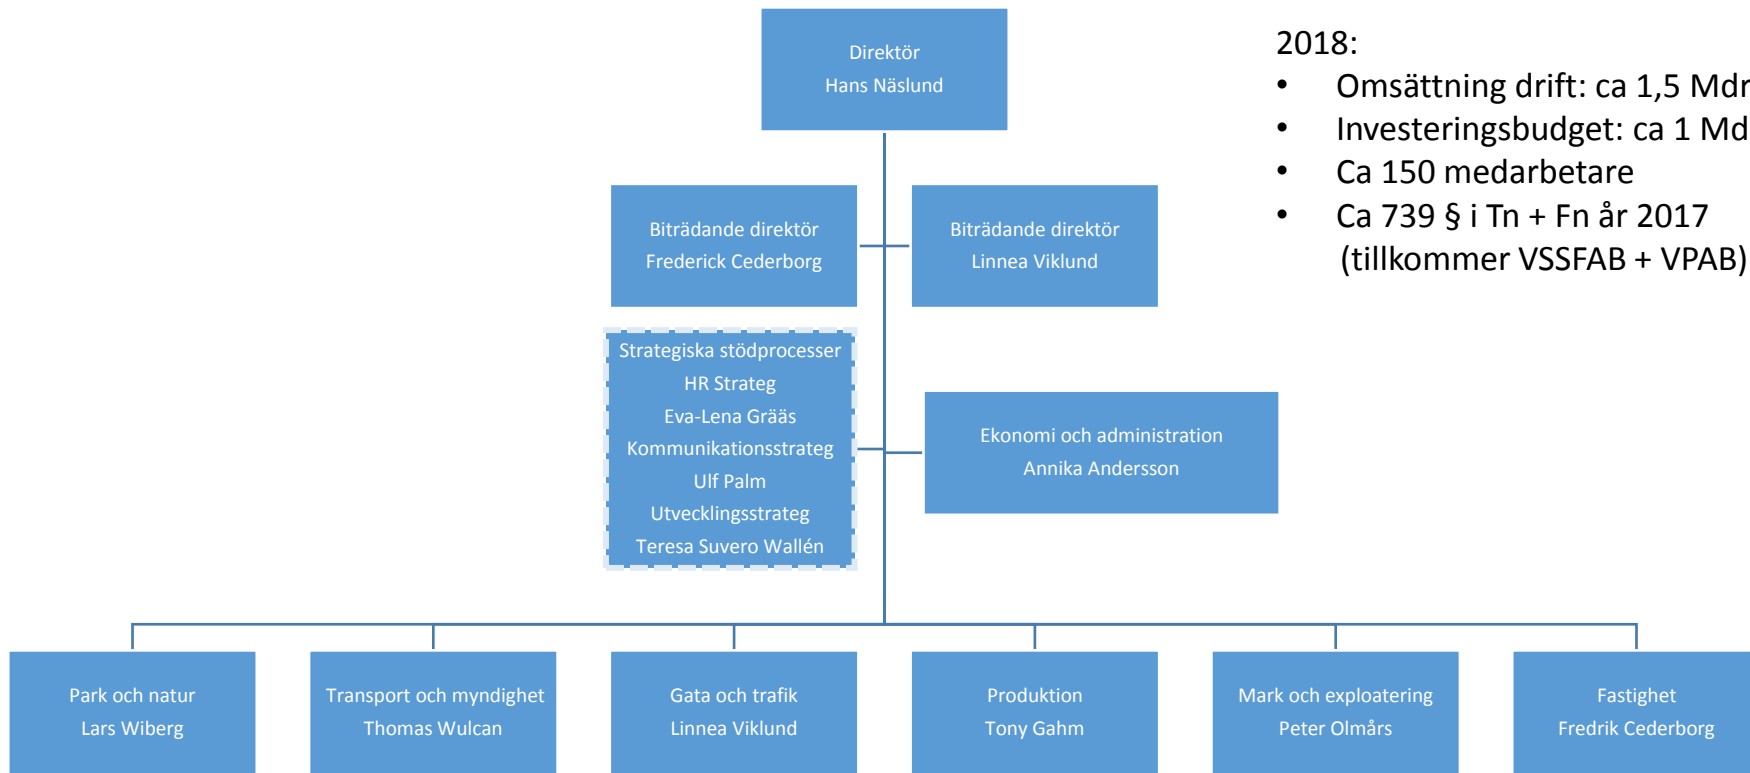 Direktör
Hans Näslund
2018:
• Omsättning drift: ca 1,5 Mdr
• Investeringsbudget: ca 1 Md
• Ca 150 medarbetare
• Ca 739 § i Tn + Fn år 2017
(tillkommer VSSFAB + VPAB)
Biträdande direktör
Frederick Cederborg
Biträdande direktör
Linnea Viklund
Strategiska stödprocesser
HR Strateg
Eva-Lena Grääs
Kommunikationsstrateg
Ulf Palm
Utvecklingsstrateg
Teresa Suvero Wallén
Ekonomi och administration
Annika Andersson
Park och natur
Lars Wiberg
Transport och myndighet
Thomas Wulcan
Gata och trafik
Linnea Viklund
Produktion
Tony Gahm
Mark och exploatering
Peter Olmårs
Fastighet
Fredrik Cederborg